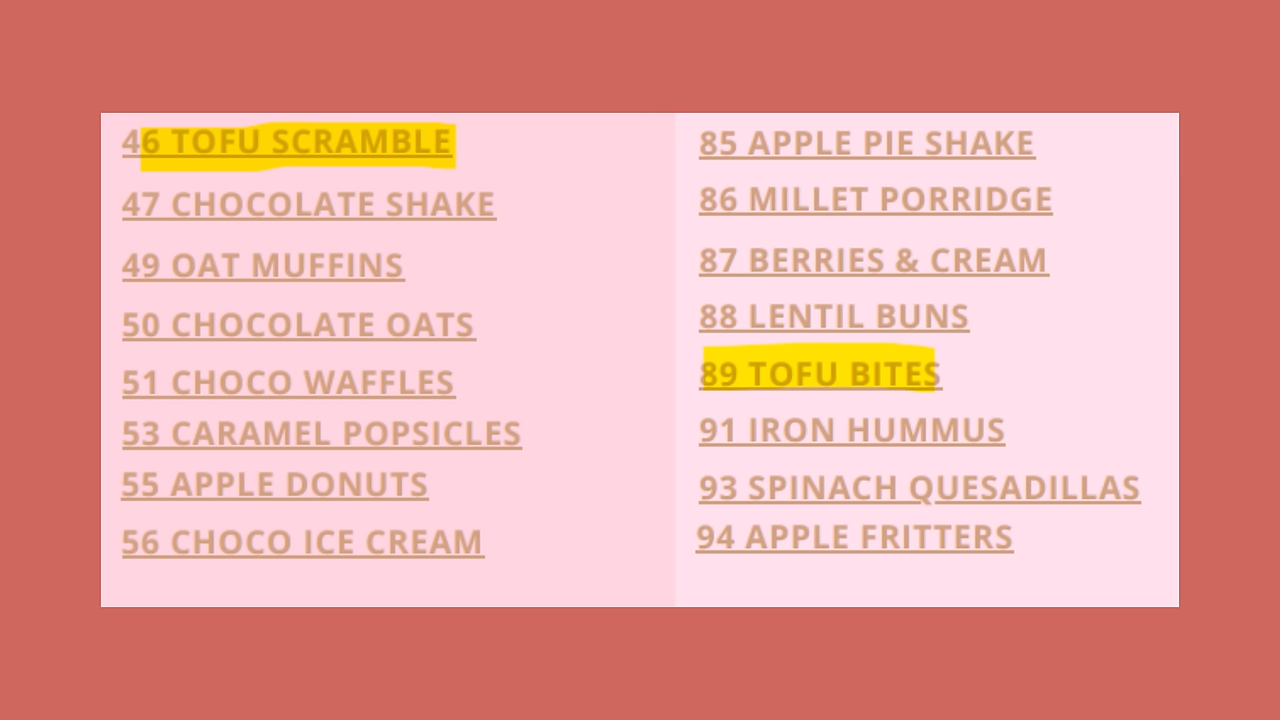 46 TOFU SCRAMBLE
47 CHOCOLATE SHAKE
49 OAT MUFFINS
50 CHOCOLATE OATS
51 CHOCO WAFFLES
53 CARAMEL POPSICLES
55 APPLE DONUTS
56 CHOCO ICE CREAM
85 APPLE PIE SHAKE
86 MILLET PORRIDGE
87 BERRIES & CREAM
88 LENTIL BUNS
89 TOFU BITES
91 IRON HUMMUS
93 SPINACH QUESADILLAS
94 APPLE FRITTERS